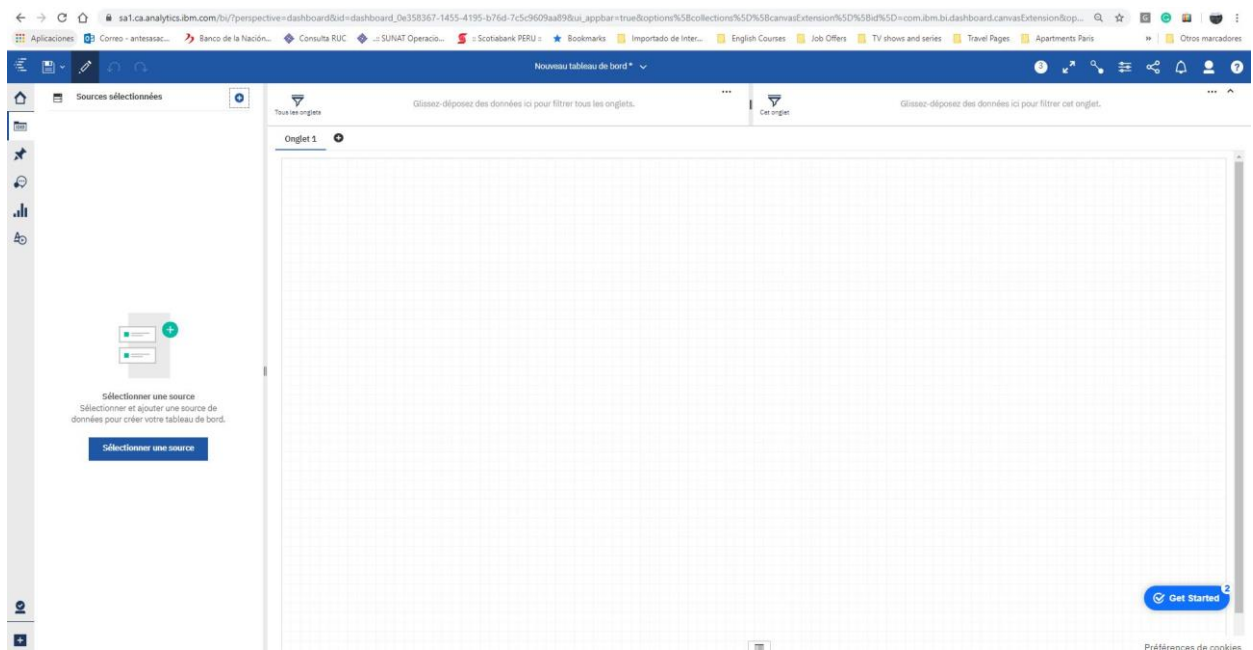 sa1.ca.analytics.ibm.com/bi/?perspective=dashboard&id=dashboard_0e358367-1455-4195-b76d-7c5c9609aa89&ui_appbar=true&options%5Bcollections%5D%5BcanvasExtension%5D%5Bid%5D=com.ibm.bi.dashboard.canvasExtension&op...
Aplicaciones Correo - antesasac... Banco de la Nación... Consulta RUC ..:: SUNAT Operacio... :: Scotiabank PERU :: Bookmarks Importado de Inter... English Courses Job Offers TV shows and series Travel Pages Apartments Paris » Otros marcadores
Nouveau tableau de bord * 3
Sources sélectionnées
Tous les onglets Glissez-déposez des données ici pour filtrer tous les onglets. ...
Cet onglet Glissez-déposez des données ici pour filtrer cet onglet. ...
Onglet 1
Sélectionner une source
Sélectionner et ajouter une source de
données pour créer votre tableau de bord.
Sélectionner une source
Get Started 2
Préférences de cookies